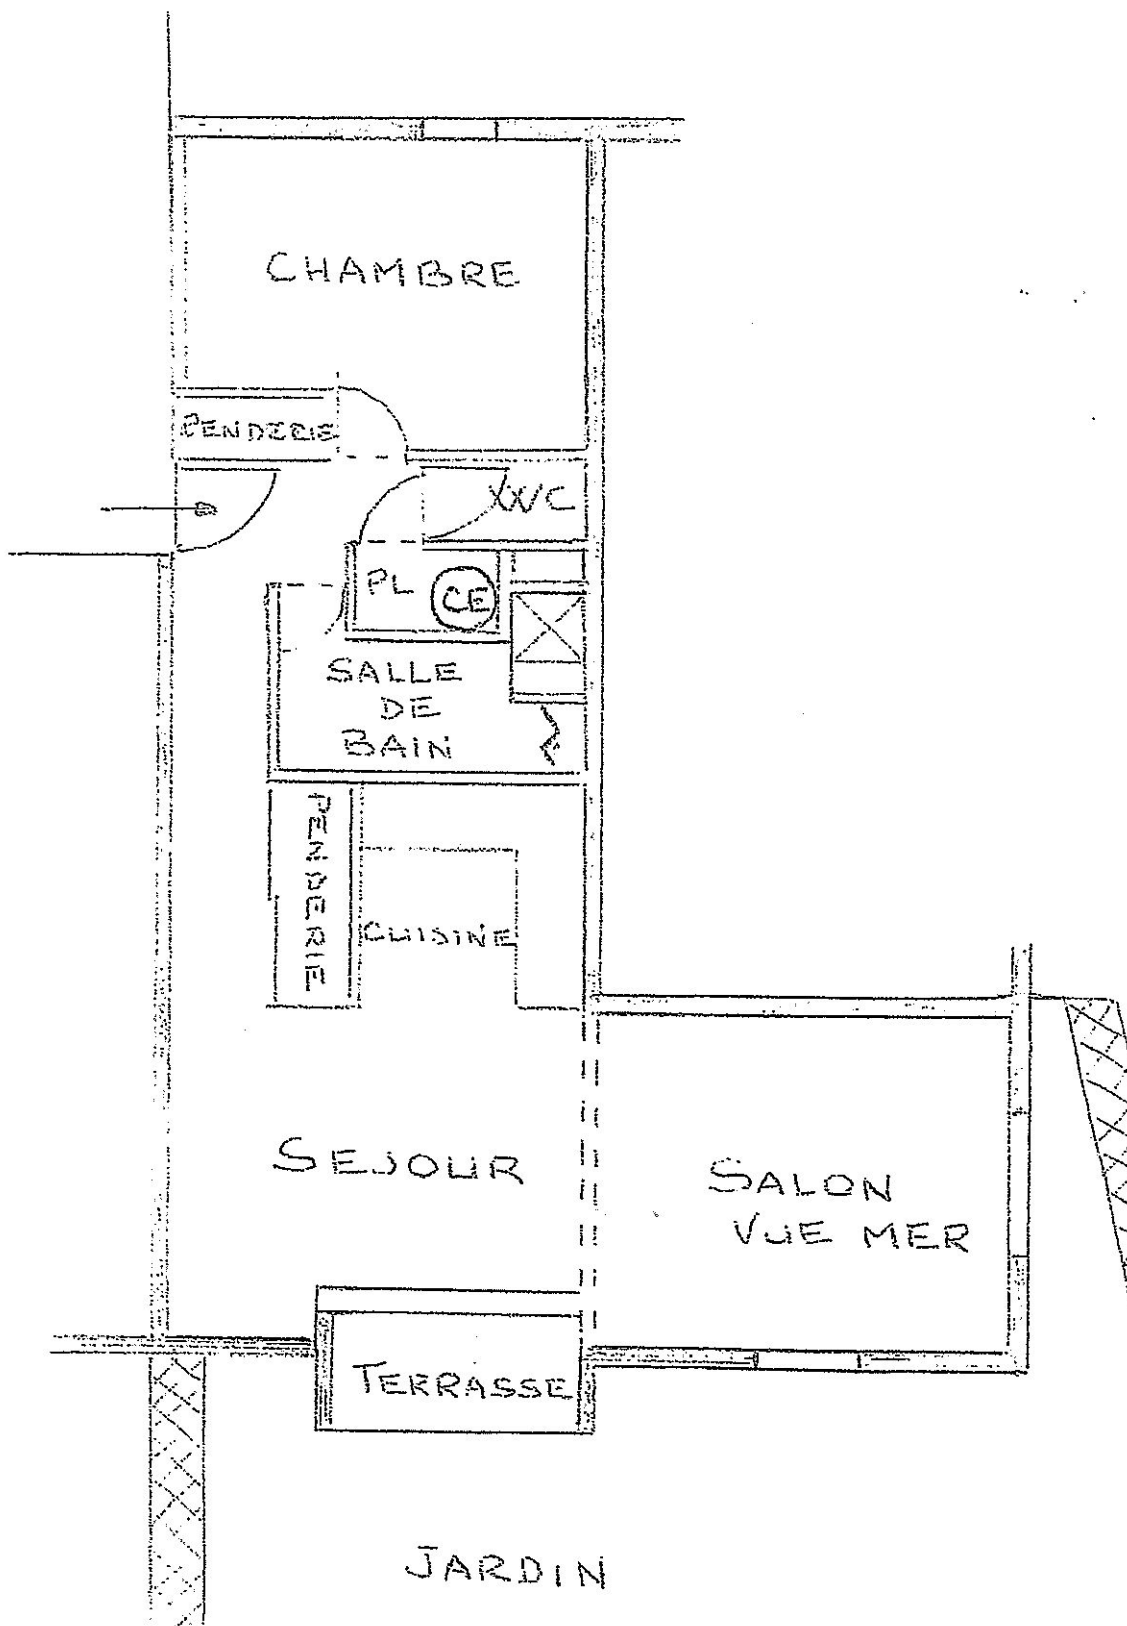 CHAMBRE
PENDERIE
WC
PL
CE
SALLE
DE
BAIN
PENDERIE
CUISINE
SEJOUR
SALON
VUE MER
TERRASSE
JARDIN